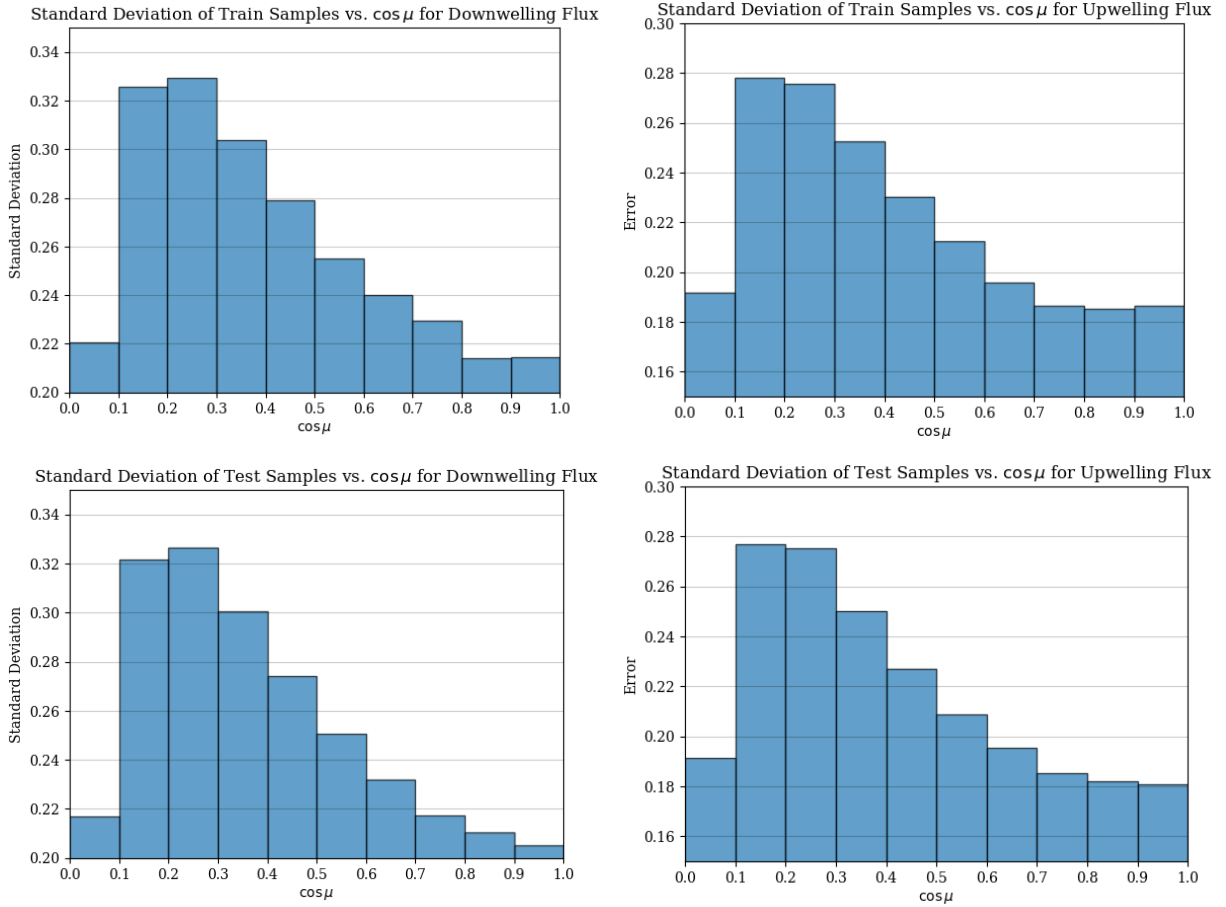 Standard Deviation of Train Samples vs. cos μ for Downwelling Flux
0.34
0.32
0.30
0.28
0.26
0.24
0.22
0.20
Standard Deviation
0.0 0.1 0.2 0.3 0.4 0.5 0.6 0.7 0.8 0.9 1.0
cos μ
Standard Deviation of Train Samples vs. cos μ for Upwelling Flux
0.30
0.28
0.26
0.24
0.22
0.20
0.18
0.16
Error
0.0 0.1 0.2 0.3 0.4 0.5 0.6 0.7 0.8 0.9 1.0
cos μ
Standard Deviation of Test Samples vs. cos μ for Downwelling Flux
0.34
0.32
0.30
0.28
0.26
0.24
0.22
0.20
Standard Deviation
0.0 0.1 0.2 0.3 0.4 0.5 0.6 0.7 0.8 0.9 1.0
cos μ
Standard Deviation of Test Samples vs. cos μ for Upwelling Flux
0.30
0.28
0.26
0.24
0.22
0.20
0.18
0.16
Error
0.0 0.1 0.2 0.3 0.4 0.5 0.6 0.7 0.8 0.9 1.0
cos μ